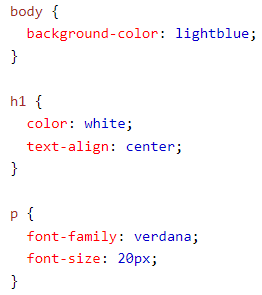 body {
  background-color: lightblue;
}
h1 {
  color: white;
  text-align: center;
}
p {
  font-family: verdana;
  font-size: 20px;
}